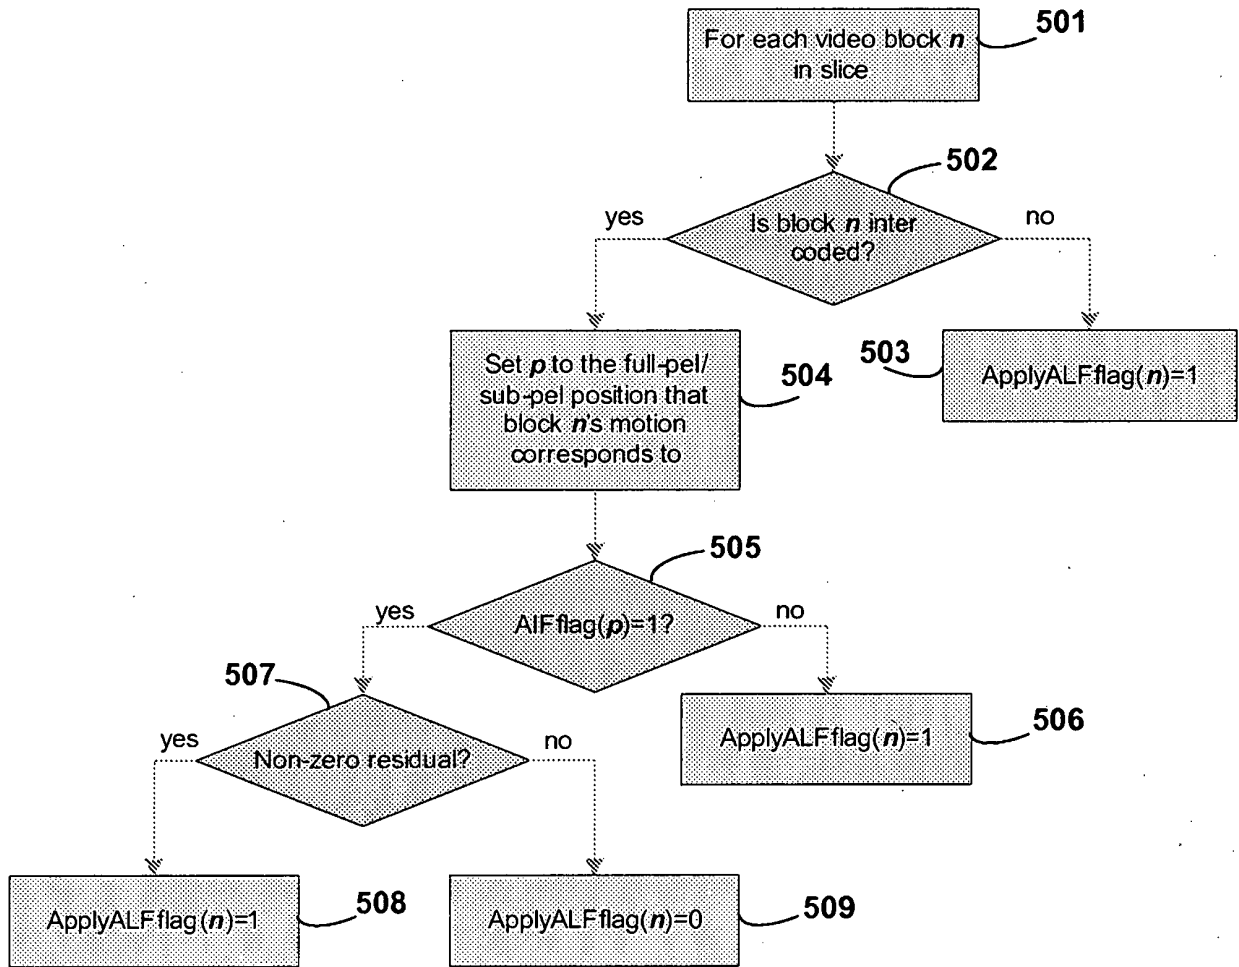 For each video block n
in slice
501
502
Is block n inter
coded?
yes
no
Set p to the full-pel/
sub-pel position that
block n's motion
corresponds to
504
503
ApplyALFflag(n)=1
505
AIFflag(p)=1?
yes
no
507
Non-zero residual?
yes
no
ApplyALFflag(n)=1
506
ApplyALFflag(n)=1
508
ApplyALFflag(n)=0
509